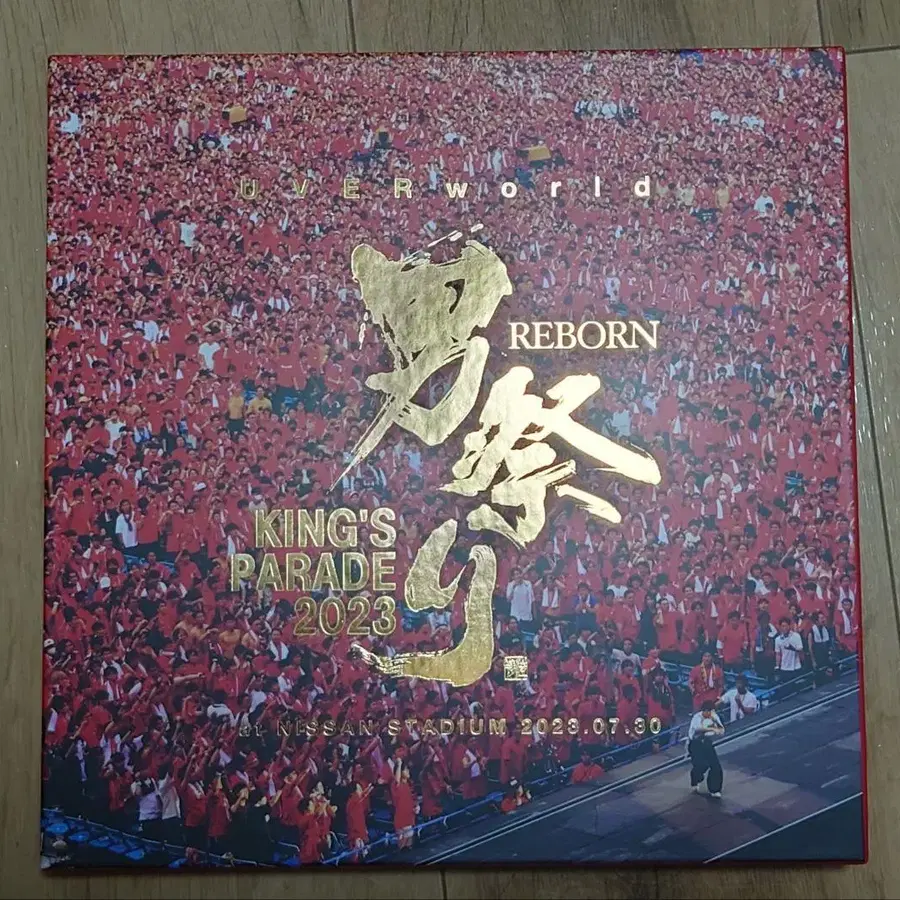 UVERworld
男祭り
REBORN
KING'S
PARADE
2023
at NISSAN STADIUM 2023.07.30